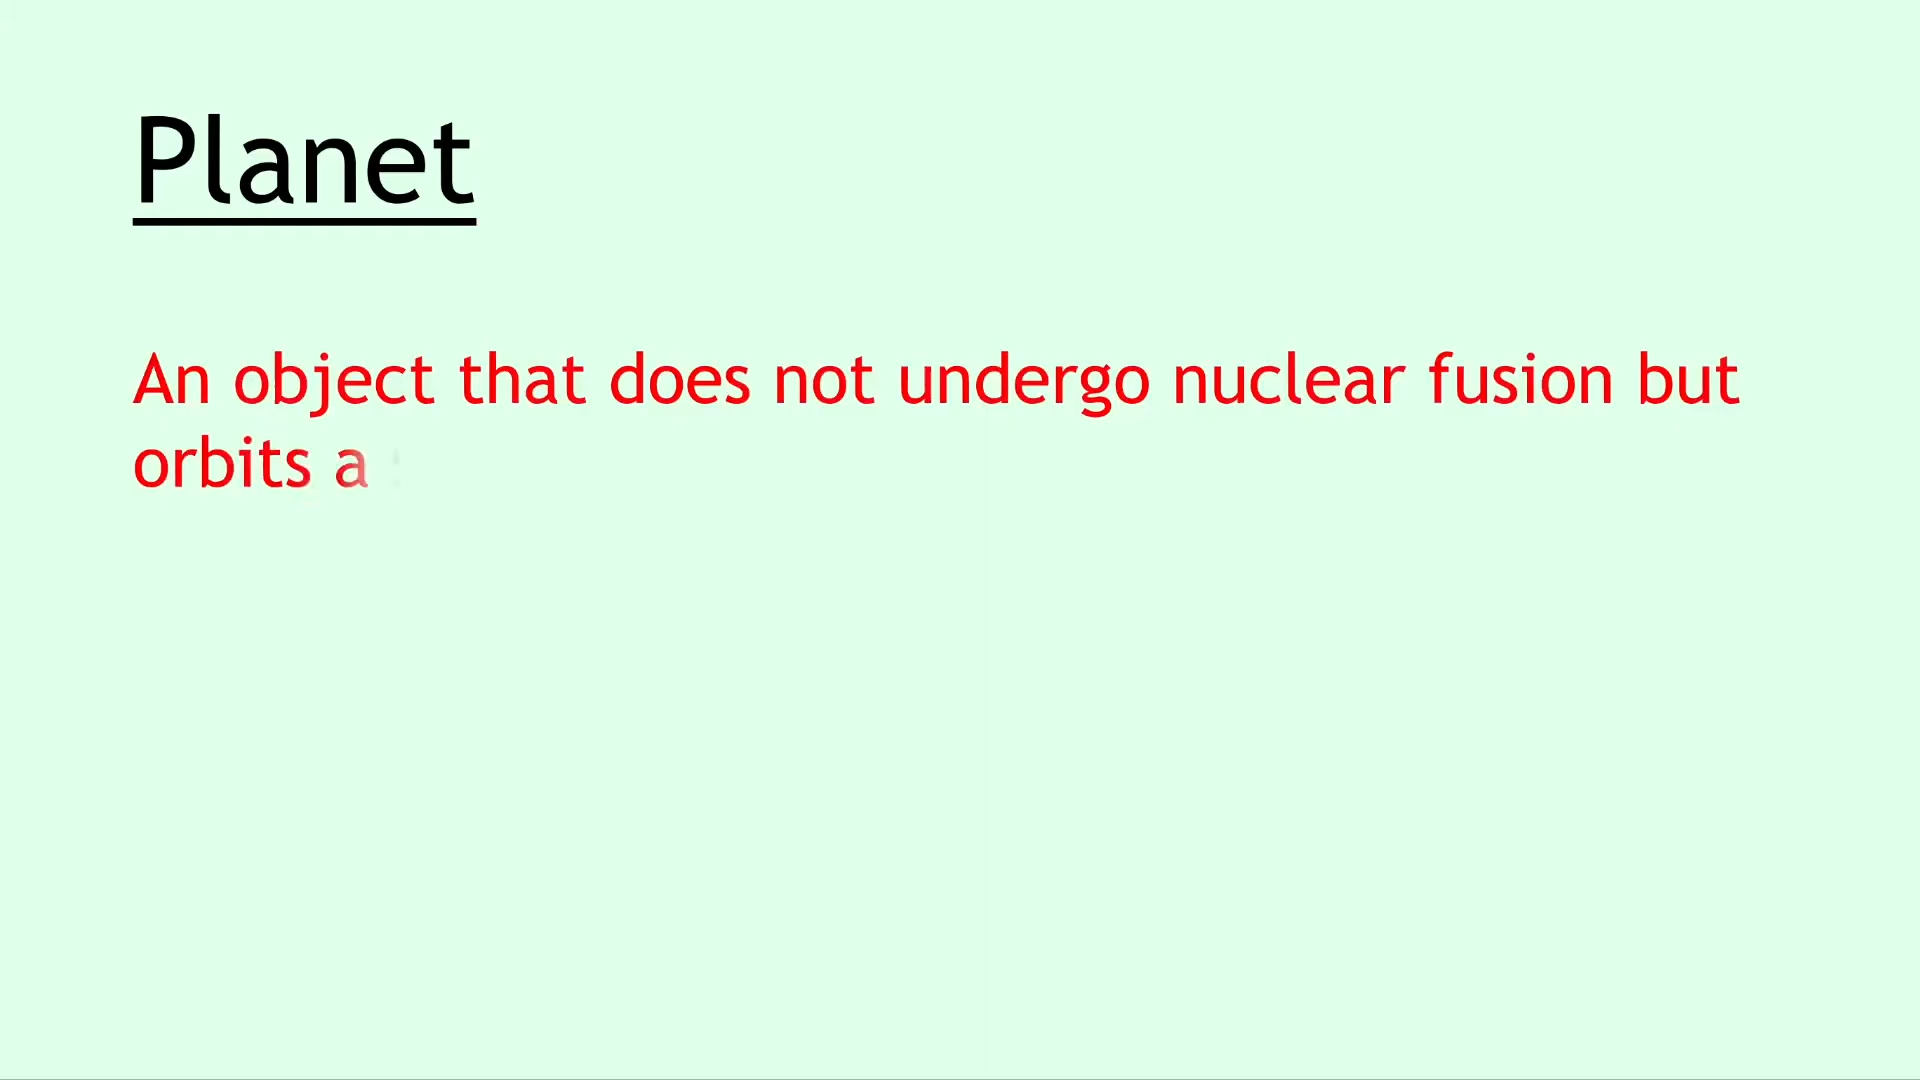 Planet
An object that does not undergo nuclear fusion but
orbits a